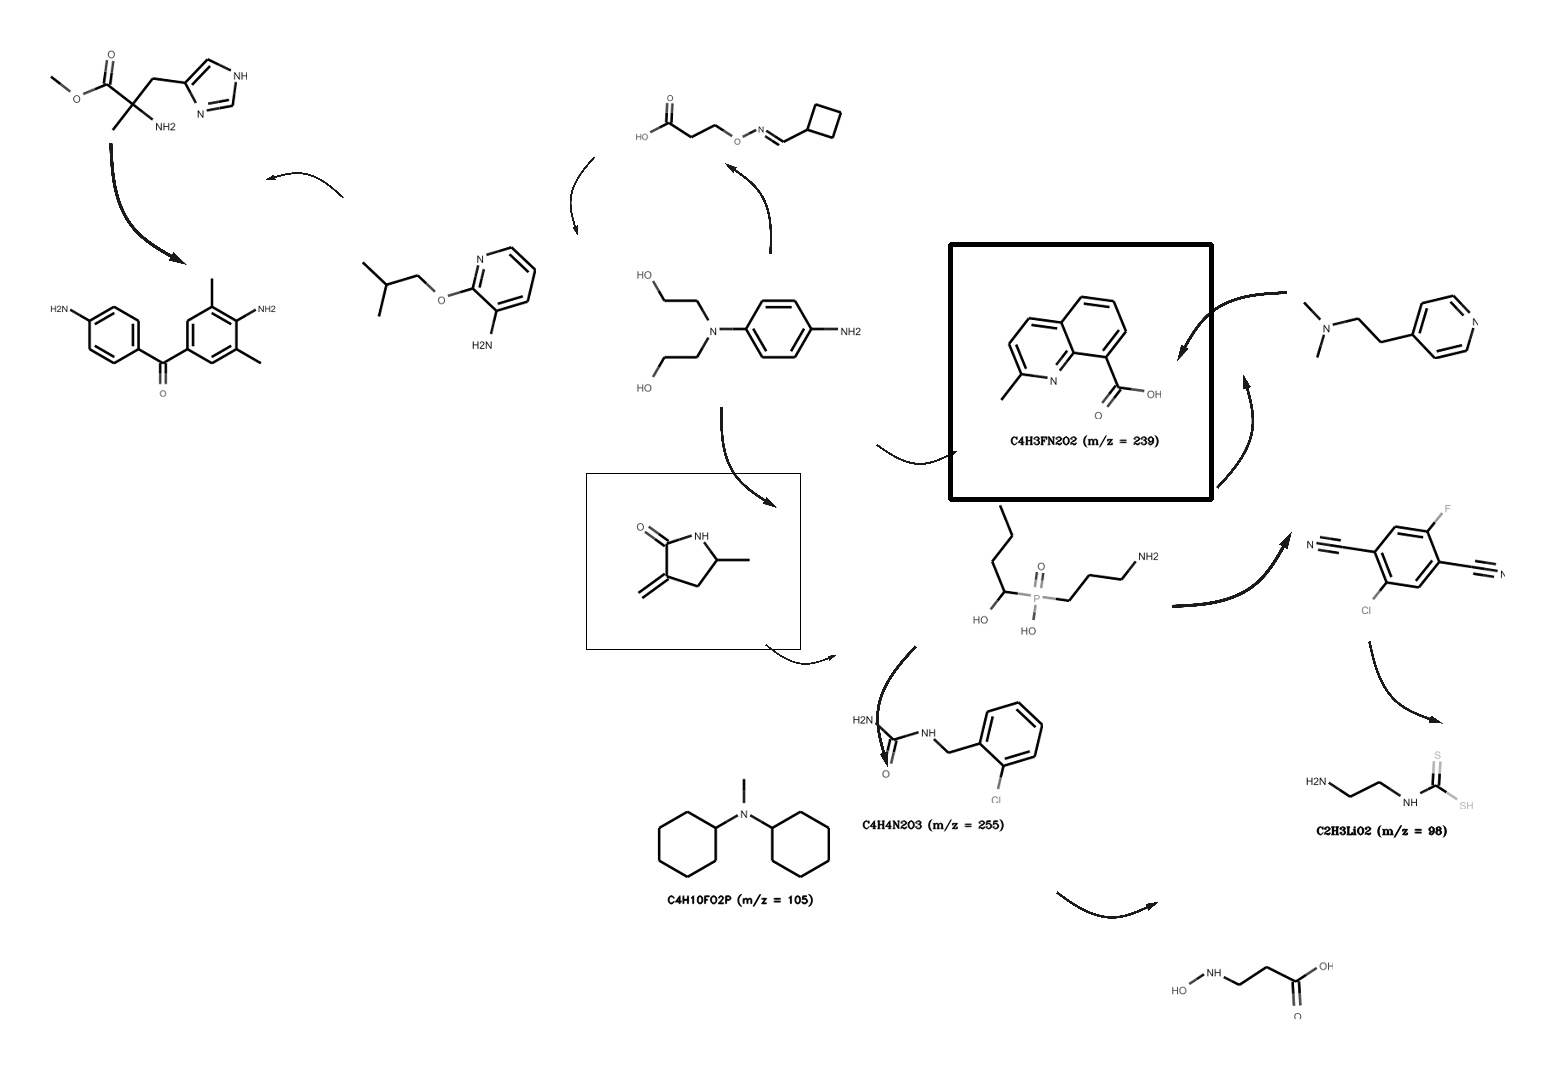 O
O
NH2
NH
N
O
HO
O
N
H2N
NH2
O
O
N
H2N
HO
HO
N
NH2
N
O
OH
C4H3FN2O2 (m/z = 239)
N
N
O
NH
NH2
O
P
HO
HO
F
N
N
Cl
H2N
NH
O
Cl
C4H4N2O3 (m/z = 255)
H2N
NH
S
SH
C2H3LiO2 (m/z = 98)
N
C4H10FO2P (m/z = 105)
HO
NH
OH
O